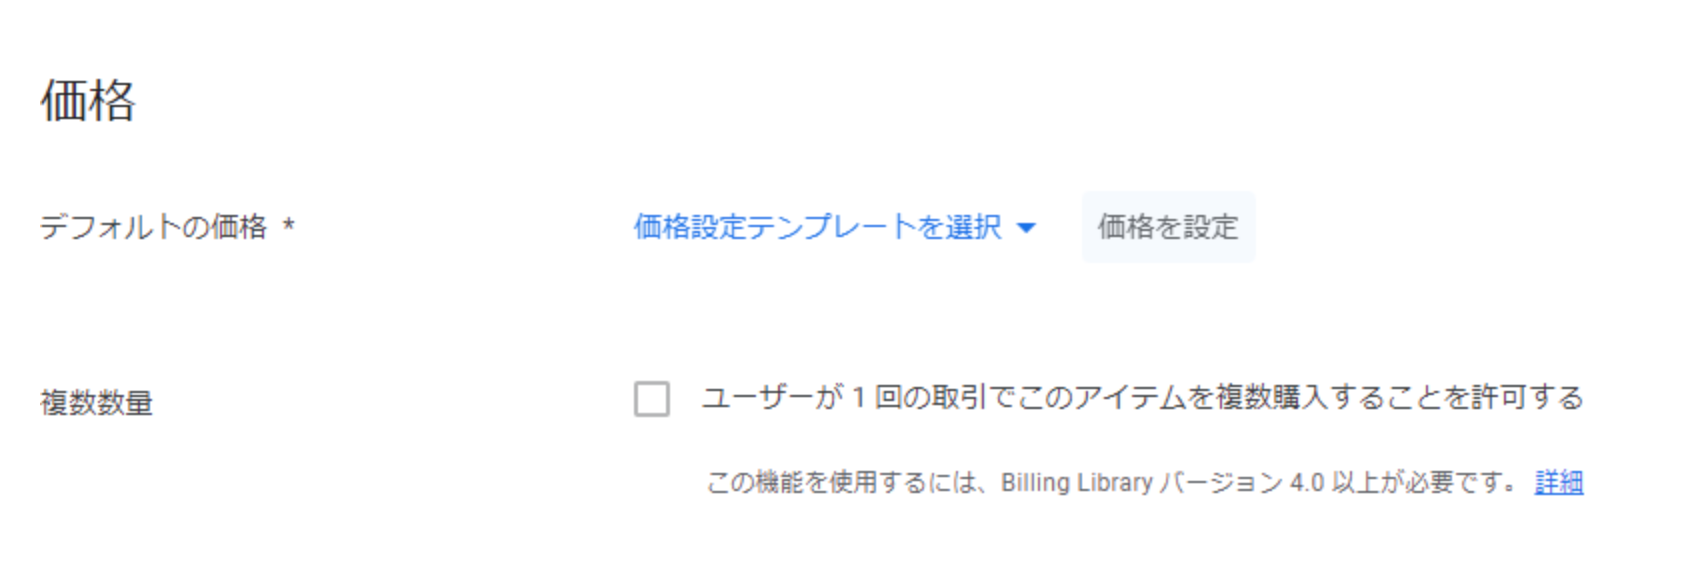 価格
デフォルトの価格 *
価格設定テンプレートを選択
価格を設定
複数数量
ユーザーが 1 回の取引でこのアイテムを複数購入することを許可する
この機能を使用するには、Billing Library バージョン 4.0 以上が必要です。 詳細